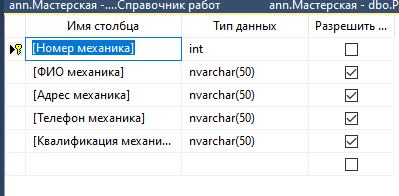 ann.Мастерская -....Справочник работ ann.Мастерская - dbo.Р
Имя столбца Тип данных Разрешить ...
[Номер механика] int
[ФИО механика] nvarchar(50)
[Адрес механика] nvarchar(50)
[Телефон механика] nvarchar(50)
[Квалификация механи... nvarchar(50)